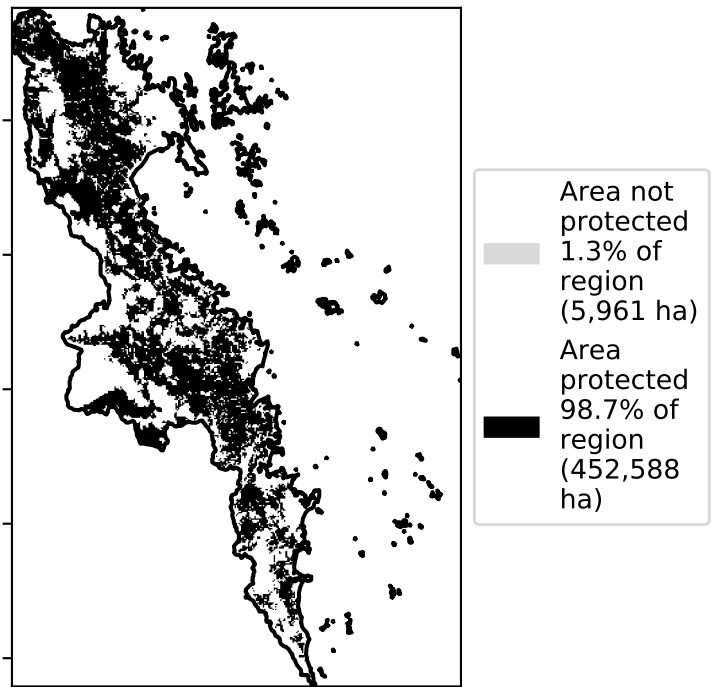 Area not
protected
1.3% of
region
(5,961 ha)
Area
protected
98.7% of
region
(452,588
ha)